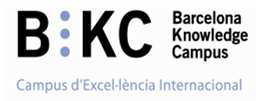 B:KC
Barcelona
Knowledge
Campus
Campus d'Excel·lència Internacional